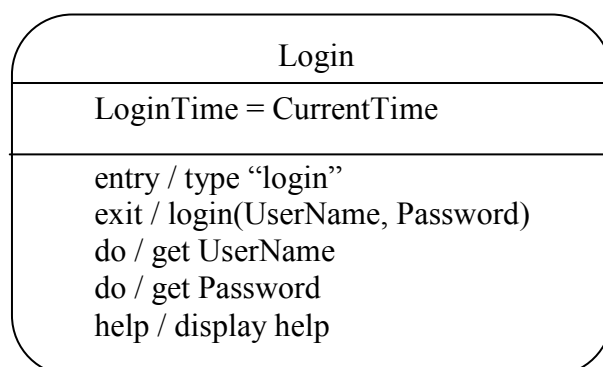 Login
LoginTime = CurrentTime
entry / type “login”
exit / login(UserName, Password)
do / get UserName
do / get Password
help / display help